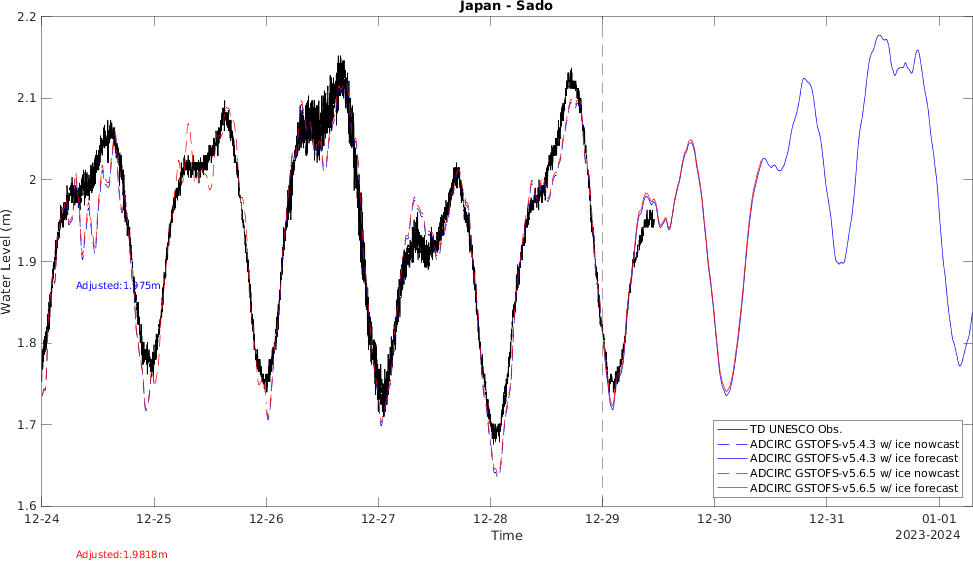 Japan - Sado
2.2
2.1
2
1.9
1.8
1.7
1.6
Water Level (m)
Adjusted:1.975m
TD UNESCO Obs.
ADCIRC GSTOFS-v5.4.3 w/ ice nowcast
ADCIRC GSTOFS-v5.4.3 w/ ice forecast
ADCIRC GSTOFS-v5.6.5 w/ ice nowcast
ADCIRC GSTOFS-v5.6.5 w/ ice forecast
12-24 12-25 12-26 12-27 12-28 12-29 12-30 12-31 01-01
Time
2023-2024
Adjusted:1.9818m